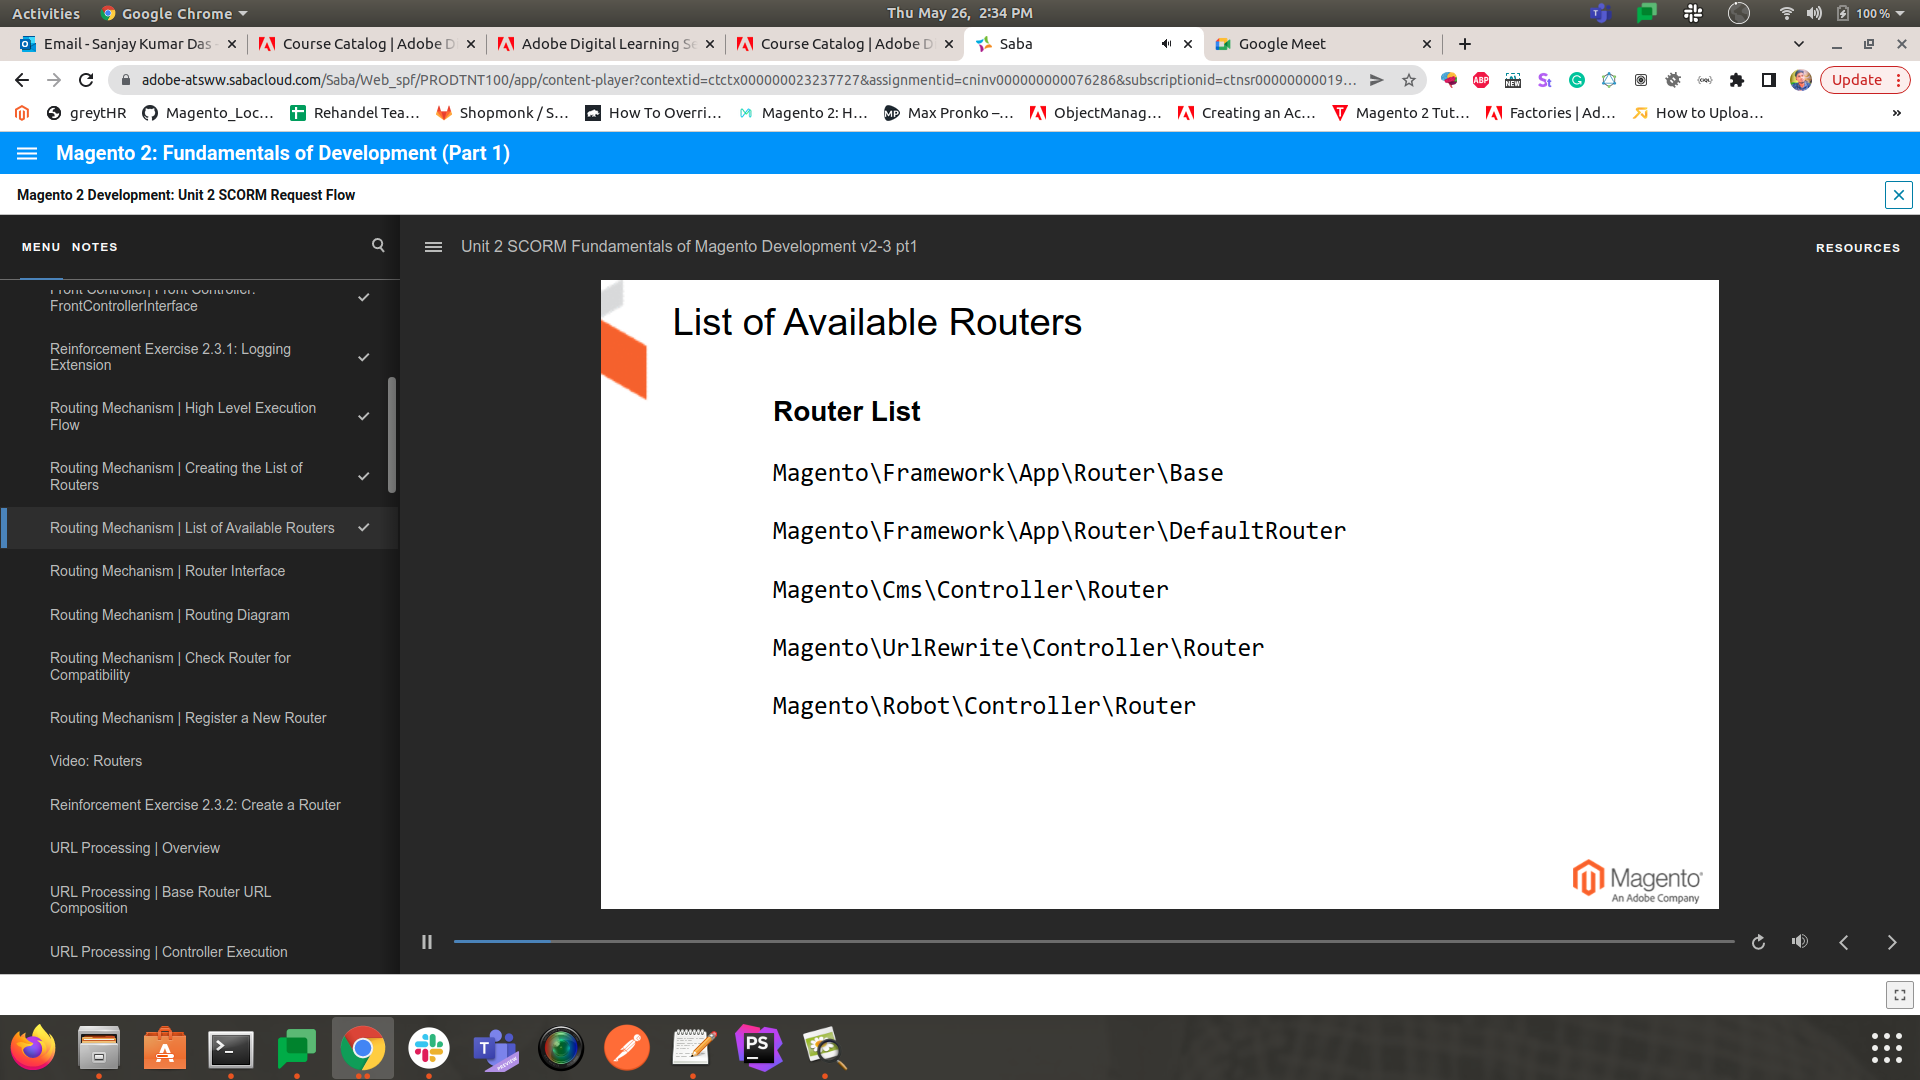 Activities
Google Chrome
Thu May 26, 2:34 PM
100 %
Email - Sanjay Kumar Das
Course Catalog | Adobe D
Adobe Digital Learning Se
Course Catalog | Adobe D
Saba
Google Meet
adobe-atsww.sabacloud.com/Saba/Web_spf/PRODTNT100/app/content-player?contextid=ctctx000000023237727&assignmentid=cninv000000000076286&subscriptionid=ctnsr00000000019...
ABP
NEW
Update
greytHR
Magento_Loc...
Rehandel Tea...
Shopmonk / S...
How To Overri...
Magento 2: H...
Max Pronko –...
ObjectManag...
Creating an Ac...
Magento 2 Tut...
Factories | Ad...
How to Uploa...
»
Magento 2: Fundamentals of Development (Part 1)
Magento 2 Development: Unit 2 SCORM Request Flow
MENU
NOTES
Unit 2 SCORM Fundamentals of Magento Development v2-3 pt1
RESOURCES
Front Controller| Front Controller:
FrontControllerInterface
Reinforcement Exercise 2.3.1: Logging
Extension
Routing Mechanism | High Level Execution
Flow
Routing Mechanism | Creating the List of
Routers
Routing Mechanism | List of Available Routers
Routing Mechanism | Router Interface
Routing Mechanism | Routing Diagram
Routing Mechanism | Check Router for
Compatibility
Routing Mechanism | Register a New Router
Video: Routers
Reinforcement Exercise 2.3.2: Create a Router
URL Processing | Overview
URL Processing | Base Router URL
Composition
URL Processing | Controller Execution
List of Available Routers
Router List
Magento\Framework\App\Router\Base
Magento\Framework\App\Router\DefaultRouter
Magento\Cms\Controller\Router
Magento\UrlRewrite\Controller\Router
Magento\Robot\Controller\Router
Magento
An Adobe Company
PS